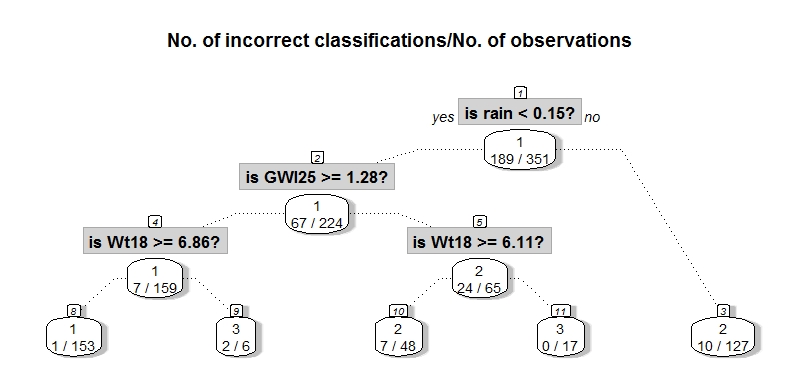 No. of incorrect classifications/No. of observations
1
yes is rain < 0.15? no
1
189 / 351
2
is GWI25 >= 1.28?
1
67 / 224
4
is Wt18 >= 6.86?
1
7 / 159
5
is Wt18 >= 6.11?
2
24 / 65
8
1
1 / 153
9
3
2 / 6
10
2
7 / 48
11
3
0 / 17
3
2
10 / 127